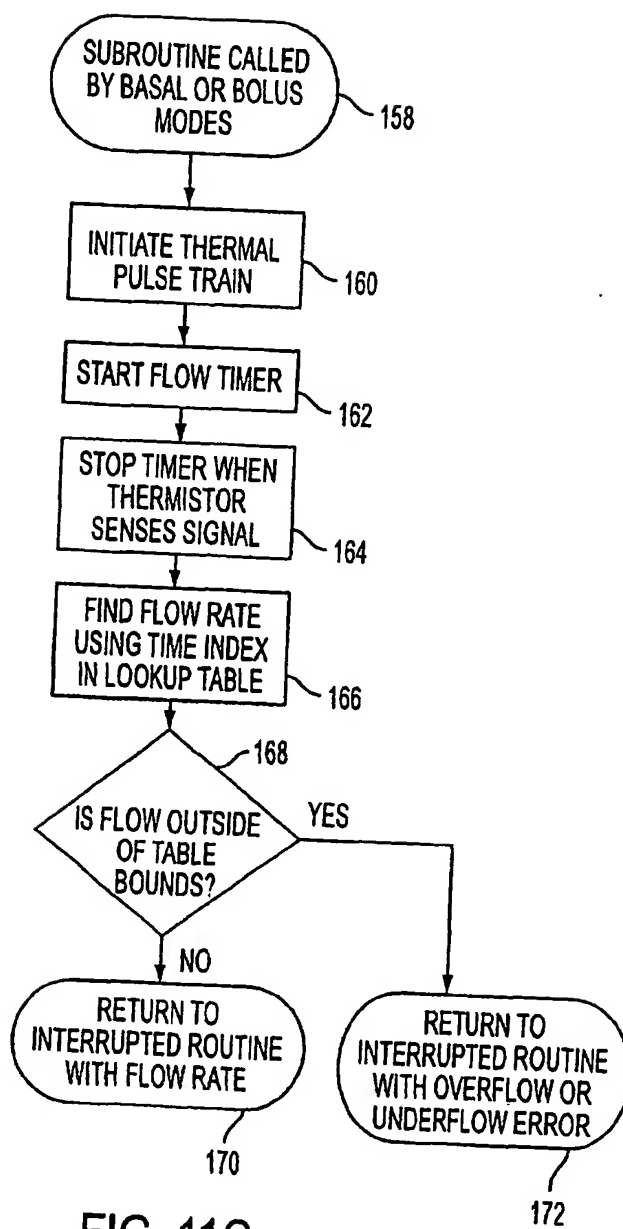 SUBROUTINE CALLED
BY BASAL OR BOLUS
MODES
158
INITIATE THERMAL
PULSE TRAIN
160
START FLOW TIMER
162
STOP TIMER WHEN
THERMISTOR
SENSES SIGNAL
164
FIND FLOW RATE
USING TIME INDEX
IN LOOKUP TABLE
166
168
IS FLOW OUTSIDE
OF TABLE
BOUNDS?
YES
NO
RETURN TO
INTERRUPTED ROUTINE
WITH FLOW RATE
170
RETURN TO
INTERRUPTED ROUTINE
WITH OVERFLOW OR
UNDERFLOW ERROR
172
FIG. 11C